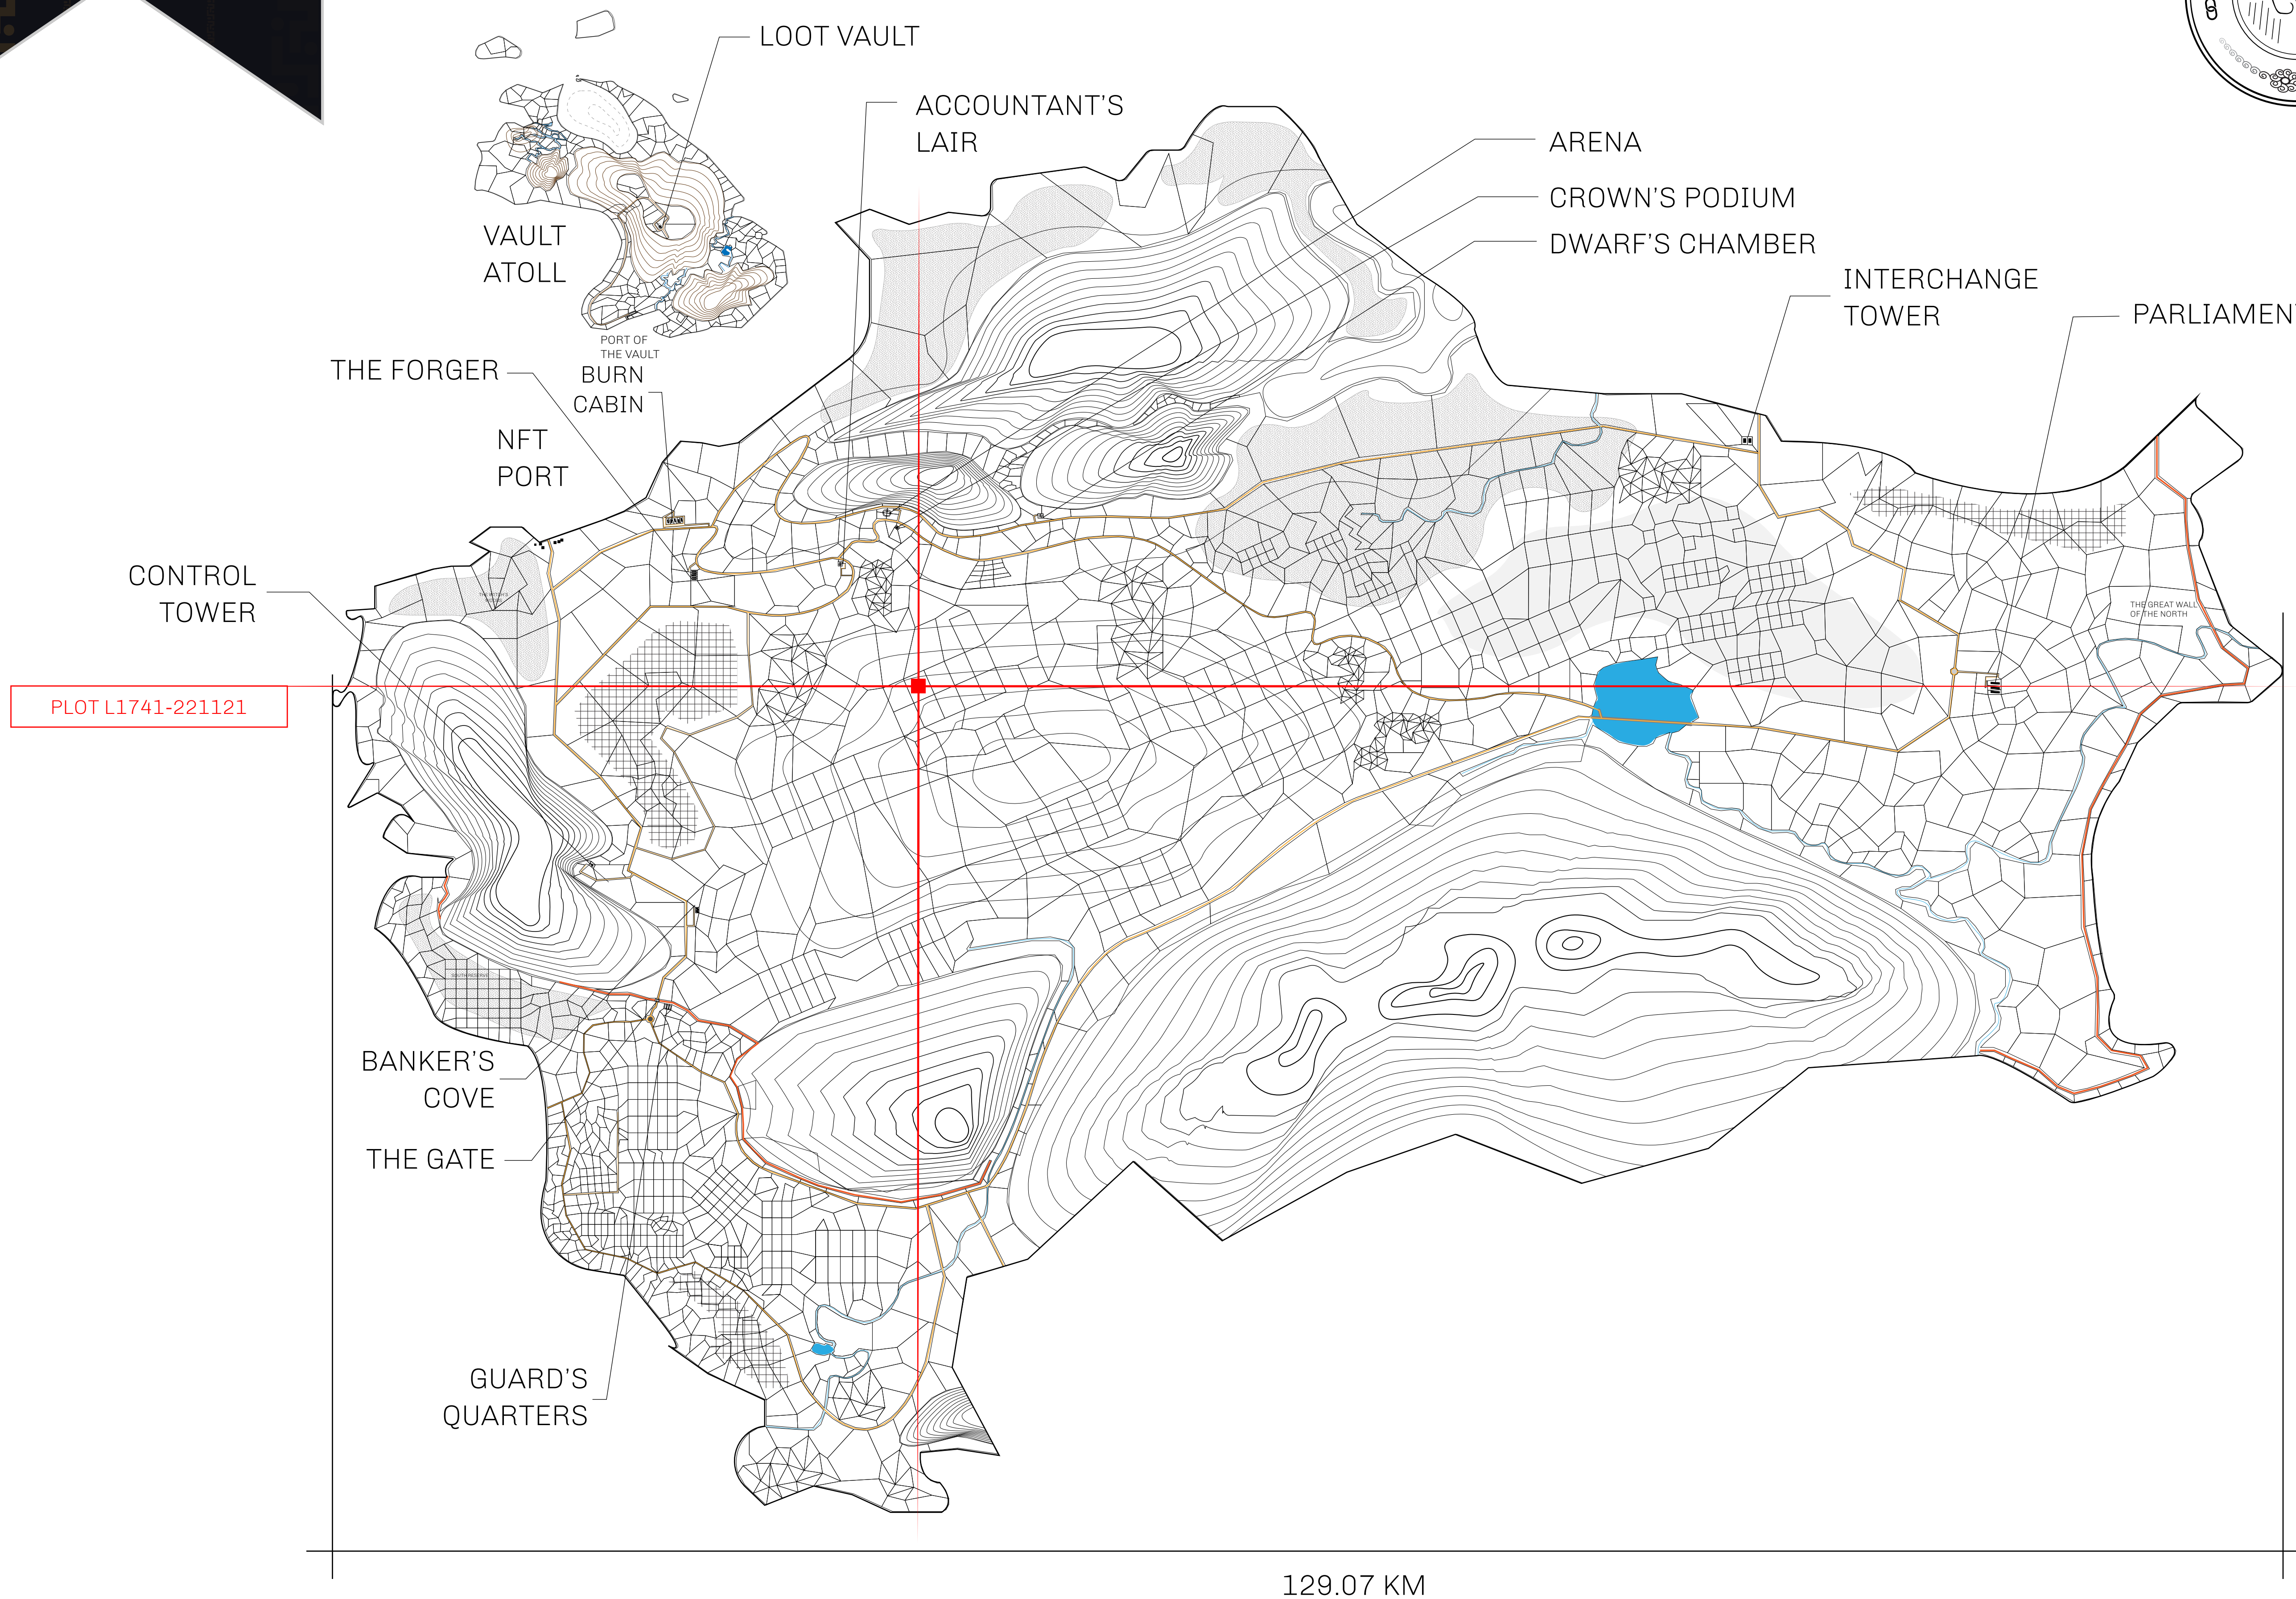 LOOT VAULT
ACCOUNTANT'S
LAIR
ARENA
CROWN'S PODIUM
DWARF'S CHAMBER
INTERCHANGE
TOWER
PARLIAMEN
VAULT
ATOLL
PORT OF
THE VAULT
THE FORGER
BURN
CABIN
NFT
PORT
CONTROL
TOWER
THE GREAT WALL
OF THE NORTH
PLOT L1741-221121
SOUTH RESERVE
BANKER'S
COVE
THE GATE
GUARD'S
QUARTERS
129.07 KM